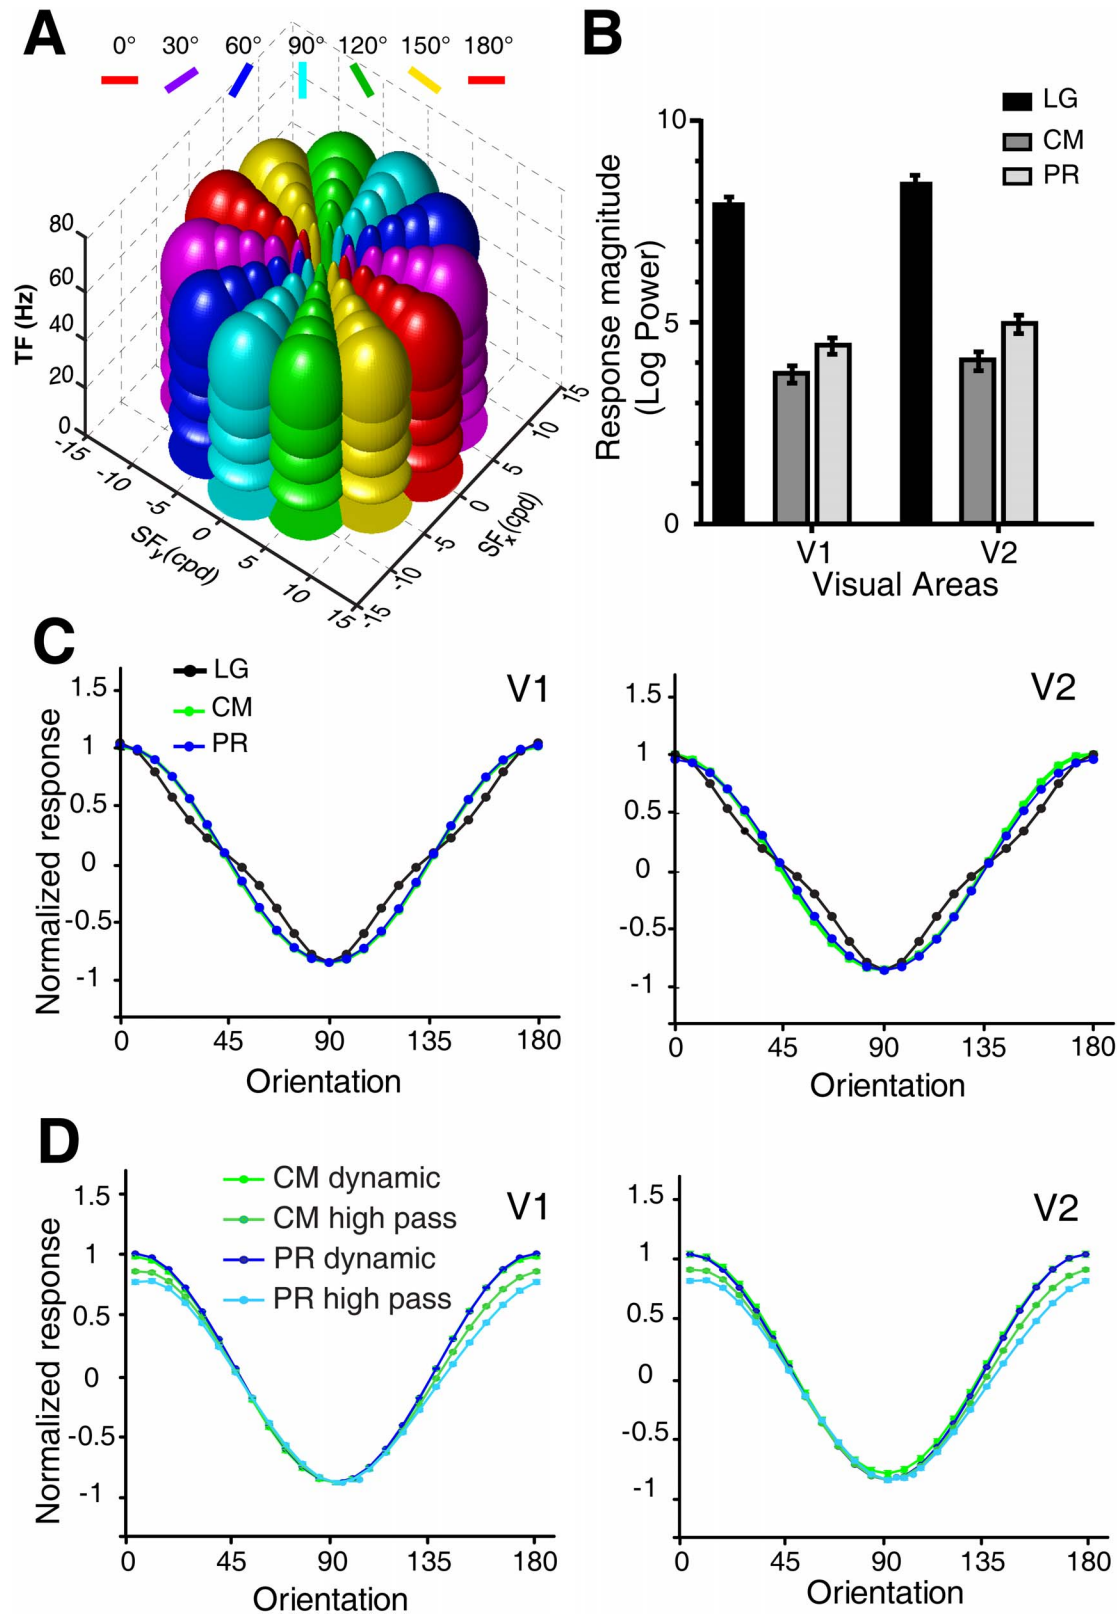 A
0° 30° 60° 90° 120° 150° 180°
80
60
40
20
0
TF (Hz)
-15 -10 -5 0 5 10 15
SFy(cpd)
-15 -10 -5 0 5 10 15
SFx(cpd)
B
LG
CM
PR
10
5
0
Response magnitude
(Log Power)
V1 V2
Visual Areas
C
LG
CM
PR
V1
1.5
1
0.5
0
-0.5
-1
Normalized response
0 45 90 135 180
Orientation
V2
1.5
1
0.5
0
-0.5
-1
0 45 90 135 180
Orientation
D
CM dynamic
CM high pass
PR dynamic
PR high pass
V1
1.5
1
0.5
0
-0.5
-1
Normalized response
0 45 90 135 180
Orientation
V2
1.5
1
0.5
0
-0.5
-1
0 45 90 135 180
Orientation